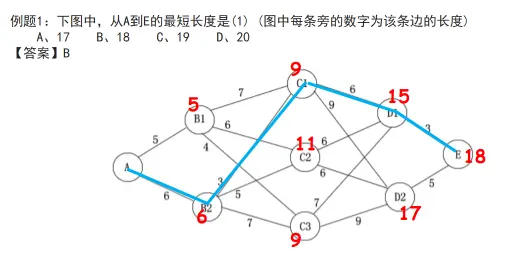 例题1: 下图中，从A到E的最短长度是(1) (图中每条旁的数字为该条边的长度)
A、17 B、18 C、19 D、20
【答案】B
9
C1
6
15
D1
5
B1
7
9
3
5
6
4
11
C2
6
6
E
18
A
3
5
6
B2
6
5
7
7
C3
9
9
D2
17